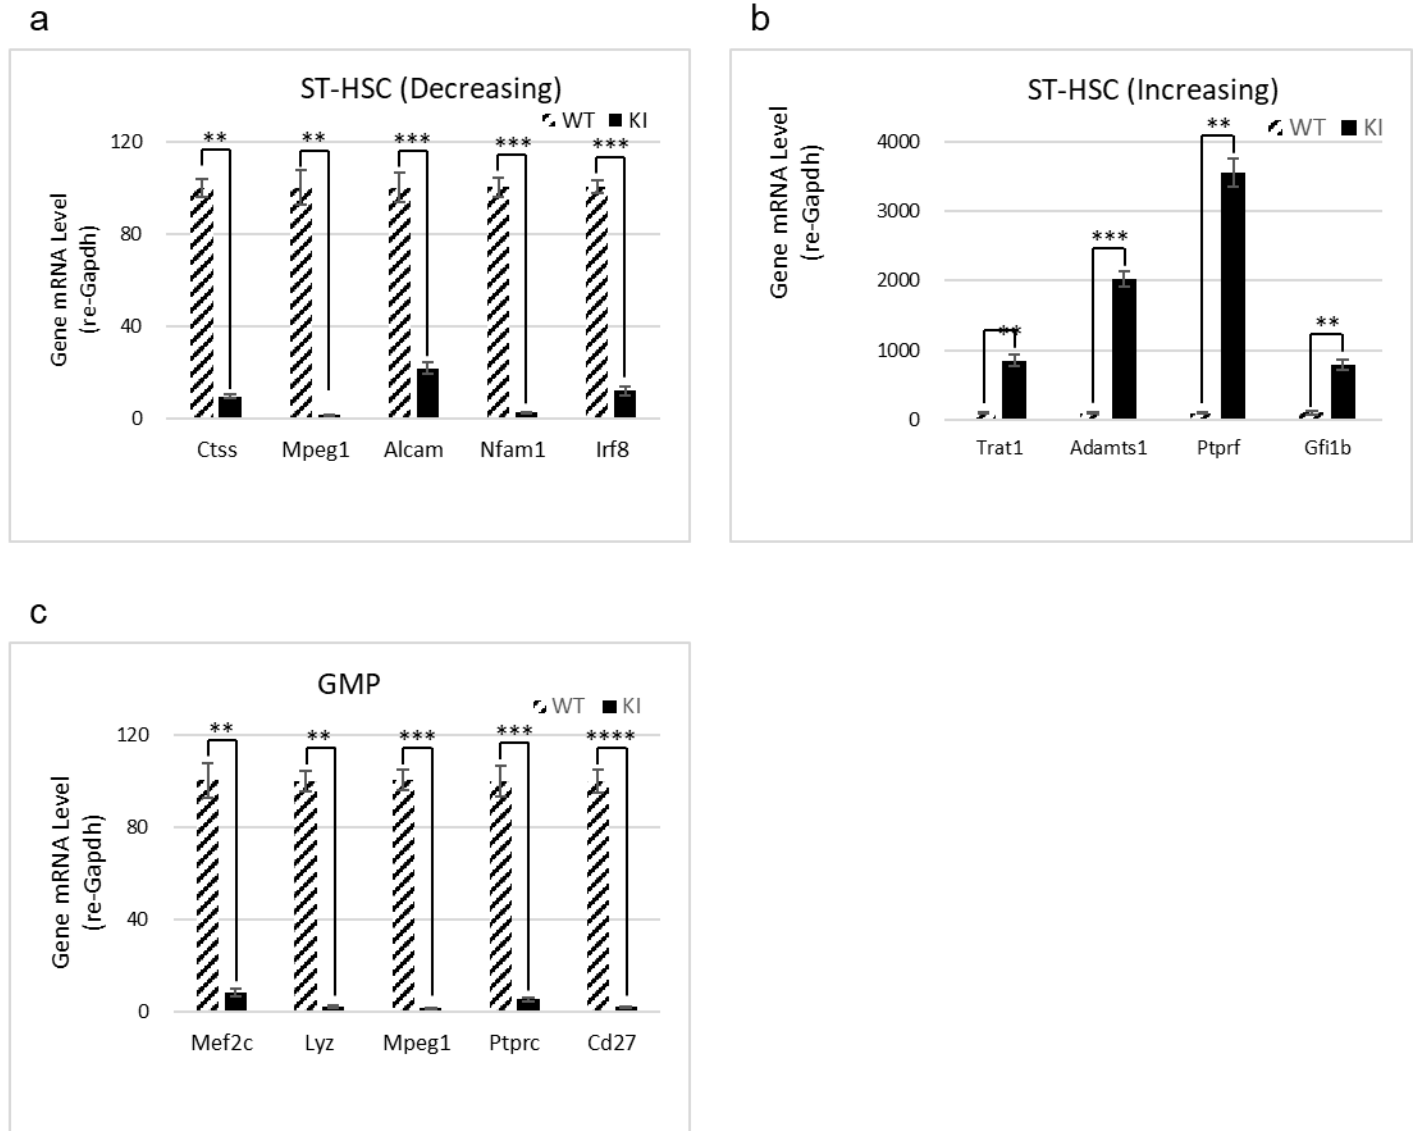 a
ST-HSC (Decreasing)
WT KI
Gene mRNA Level
(re-Gapdh)
120
80
40
0
** ** *** *** ***
Ctss Mpeg1 Alcam Nfam1 Irf8
b
ST-HSC (Increasing)
WT KI
Gene mRNA Level
(re-Gapdh)
4000
3000
2000
1000
0
** *** ** **
Trat1 Adamts1 Ptprf Gfi1b
c
GMP
WT KI
Gene mRNA Level
(re-Gapdh)
120
80
40
0
** ** *** *** ****
Mef2c Lyz Mpeg1 Ptprc Cd27